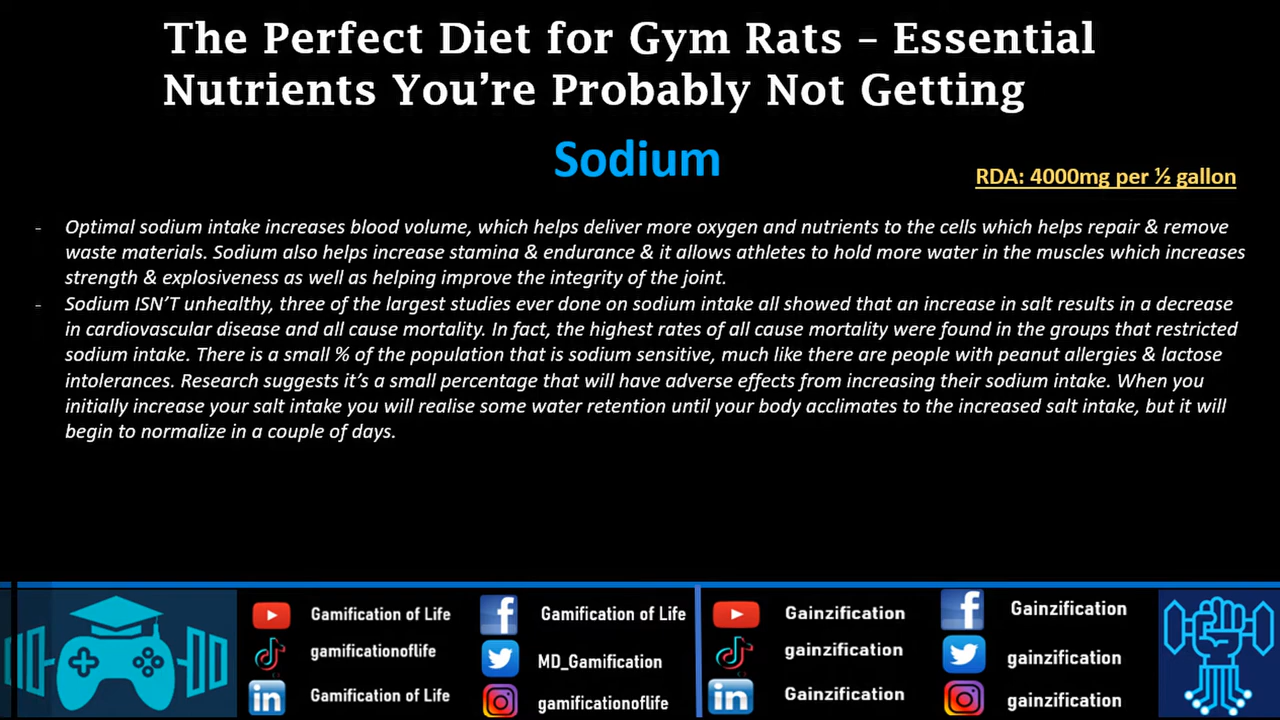 The Perfect Diet for Gym Rats – Essential
Nutrients You're Probably Not Getting
Sodium
RDA: 4000mg per ½ gallon
- Optimal sodium intake increases blood volume, which helps deliver more oxygen and nutrients to the cells which helps repair & remove
waste materials. Sodium also helps increase stamina & endurance & it allows athletes to hold more water in the muscles which increases
strength & explosiveness as well as helping improve the integrity of the joint.
- Sodium ISN'T unhealthy, three of the largest studies ever done on sodium intake all showed that an increase in salt results in a decrease
in cardiovascular disease and all cause mortality. In fact, the highest rates of all cause mortality were found in the groups that restricted
sodium intake. There is a small % of the population that is sodium sensitive, much like there are people with peanut allergies & lactose
intolerances. Research suggests it's a small percentage that will have adverse effects from increasing their sodium intake. When you
initially increase your salt intake you will realise some water retention until your body acclimates to the increased salt intake, but it will
begin to normalize in a couple of days.
Gamification of Life
gamificationoflife
in Gamification of Life
f Gamification of Life
MD_Gamification
gamificationoflife
Gainzification
gainzification
in Gainzification
f Gainzification
gainzification
gainzification